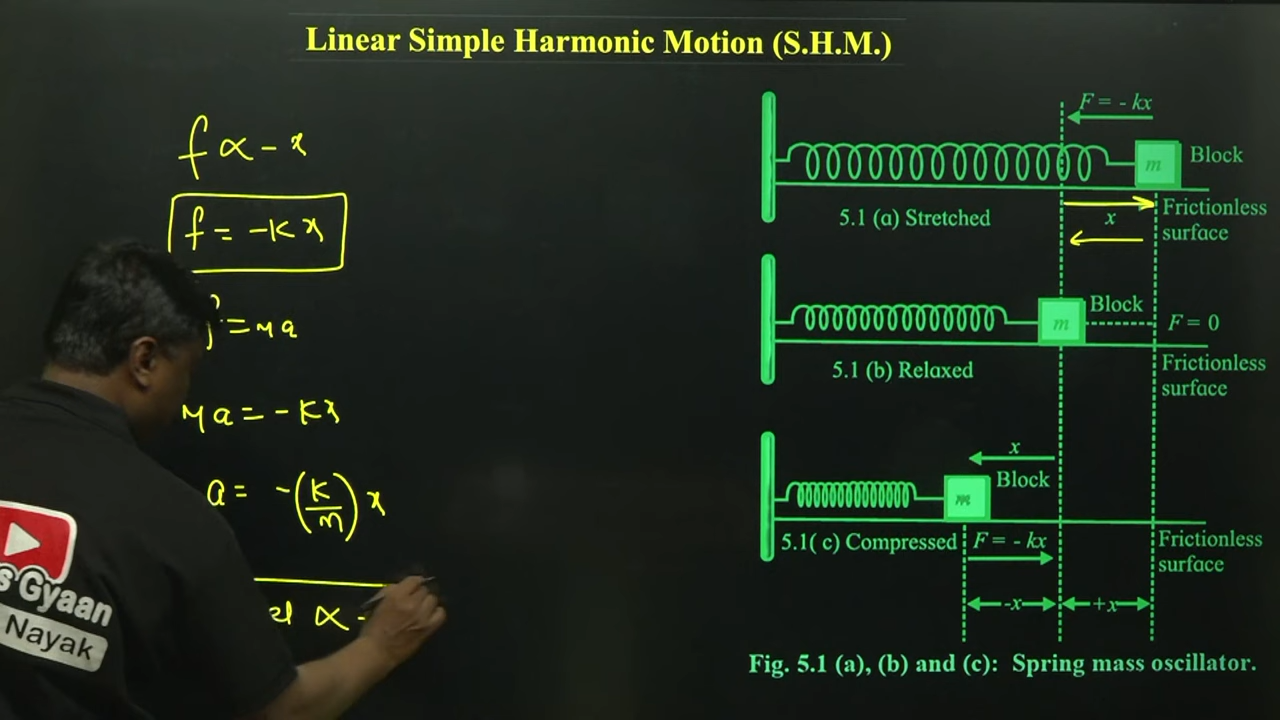 Linear Simple Harmonic Motion (S.H.M.)
f ∝ - x
f = -K x
f = ma
ma = - Kx
a = -(K/m) x
a ∝ -
F = - kx
m
Block
x
Frictionless
surface
5.1 (a) Stretched
Block
m
F = 0
5.1 (b) Relaxed
Frictionless
surface
x
Block
m
5.1( c) Compressed
F = - kx
Frictionless
surface
-x
+x
Fig. 5.1 (a), (b) and (c): Spring mass oscillator.
s Gyaan
Nayak